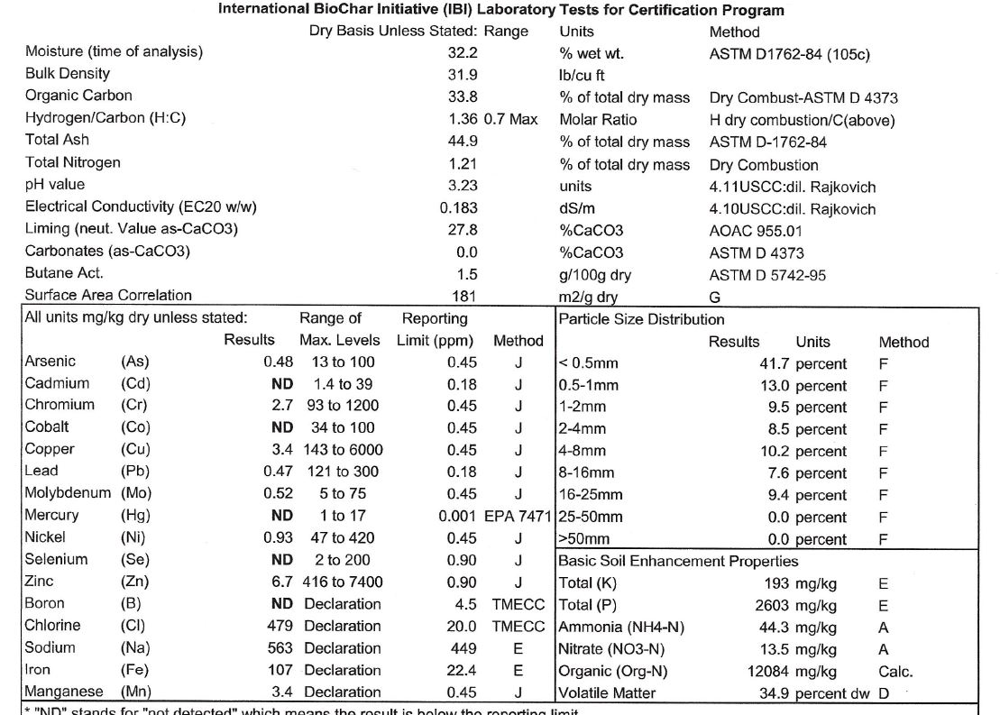 International BioChar Initiative (IBI) Laboratory Tests for Certification Program
Dry Basis Unless Stated: Range Units Method
Moisture (time of analysis) 32.2 % wet wt. ASTM D1762-84 (105c)
Bulk Density 31.9 lb/cu ft
Organic Carbon 33.8 % of total dry mass Dry Combust-ASTM D 4373
Hydrogen/Carbon (H:C) 1.36 0.7 Max Molar Ratio H dry combustion/C(above)
Total Ash 44.9 % of total dry mass ASTM D-1762-84
Total Nitrogen 1.21 % of total dry mass Dry Combustion
pH value 3.23 units 4.11USCC:dil. Rajkovich
Electrical Conductivity (EC20 w/w) 0.183 dS/m 4.10USCC:dil. Rajkovich
Liming (neut. Value as-CaCO3) 27.8 %CaCO3 AOAC 955.01
Carbonates (as-CaCO3) 0.0 %CaCO3 ASTM D 4373
Butane Act. 1.5 g/100g dry ASTM D 5742-95
Surface Area Correlation 181 m2/g dry G
All units mg/kg dry unless stated: Range of Reporting Particle Size Distribution
Results Max. Levels Limit (ppm) Method Results Units Method
Arsenic (As) 0.48 13 to 100 0.45 J < 0.5mm 41.7 percent F
Cadmium (Cd) ND 1.4 to 39 0.18 J 0.5-1mm 13.0 percent F
Chromium (Cr) 2.7 93 to 1200 0.45 J 1-2mm 9.5 percent F
Cobalt (Co) ND 34 to 100 0.45 J 2-4mm 8.5 percent F
Copper (Cu) 3.4 143 to 6000 0.45 J 4-8mm 10.2 percent F
Lead (Pb) 0.47 121 to 300 0.18 J 8-16mm 7.6 percent F
Molybdenum (Mo) 0.52 5 to 75 0.45 J 16-25mm 9.4 percent F
Mercury (Hg) ND 1 to 17 0.001 EPA 7471 25-50mm 0.0 percent F
Nickel (Ni) 0.93 47 to 420 0.45 J >50mm 0.0 percent F
Selenium (Se) ND 2 to 200 0.90 J Basic Soil Enhancement Properties
Zinc (Zn) 6.7 416 to 7400 0.90 J Total (K) 193 mg/kg E
Boron (B) ND Declaration 4.5 TMECC Total (P) 2603 mg/kg E
Chlorine (Cl) 479 Declaration 20.0 TMECC Ammonia (NH4-N) 44.3 mg/kg A
Sodium (Na) 563 Declaration 449 E Nitrate (NO3-N) 13.5 mg/kg A
Iron (Fe) 107 Declaration 22.4 E Organic (Org-N) 12084 mg/kg Calc.
Manganese (Mn) 3.4 Declaration 0.45 J Volatile Matter 34.9 percent dw D
* "ND" stands for "not detected" which means the result is below the reporting limit.